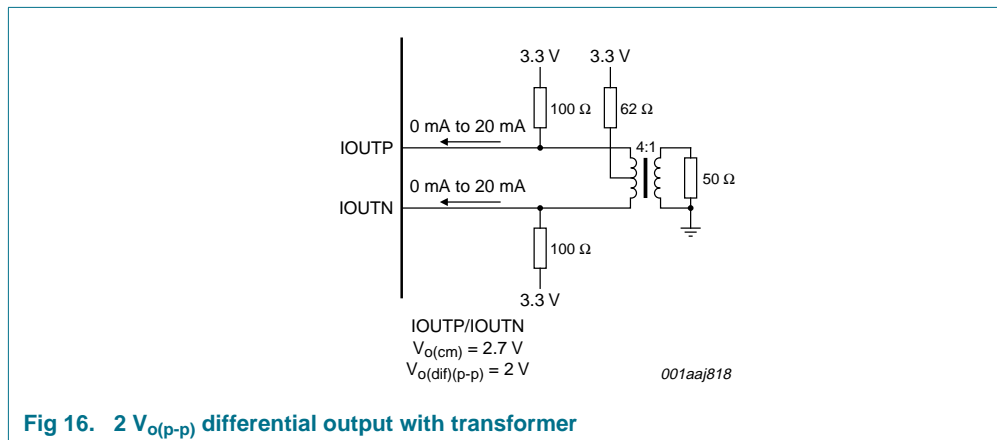 3.3 V 3.3 V
100 Ω 62 Ω
0 mA to 20 mA
4:1
IOUTP
50 Ω
0 mA to 20 mA
IOUTN
100 Ω
3.3 V
IOUTP/IOUTN
Vo(cm) = 2.7 V
Vo(dif)(p-p) = 2 V
001aaj818
Fig 16. 2 Vo(p-p) differential output with transformer